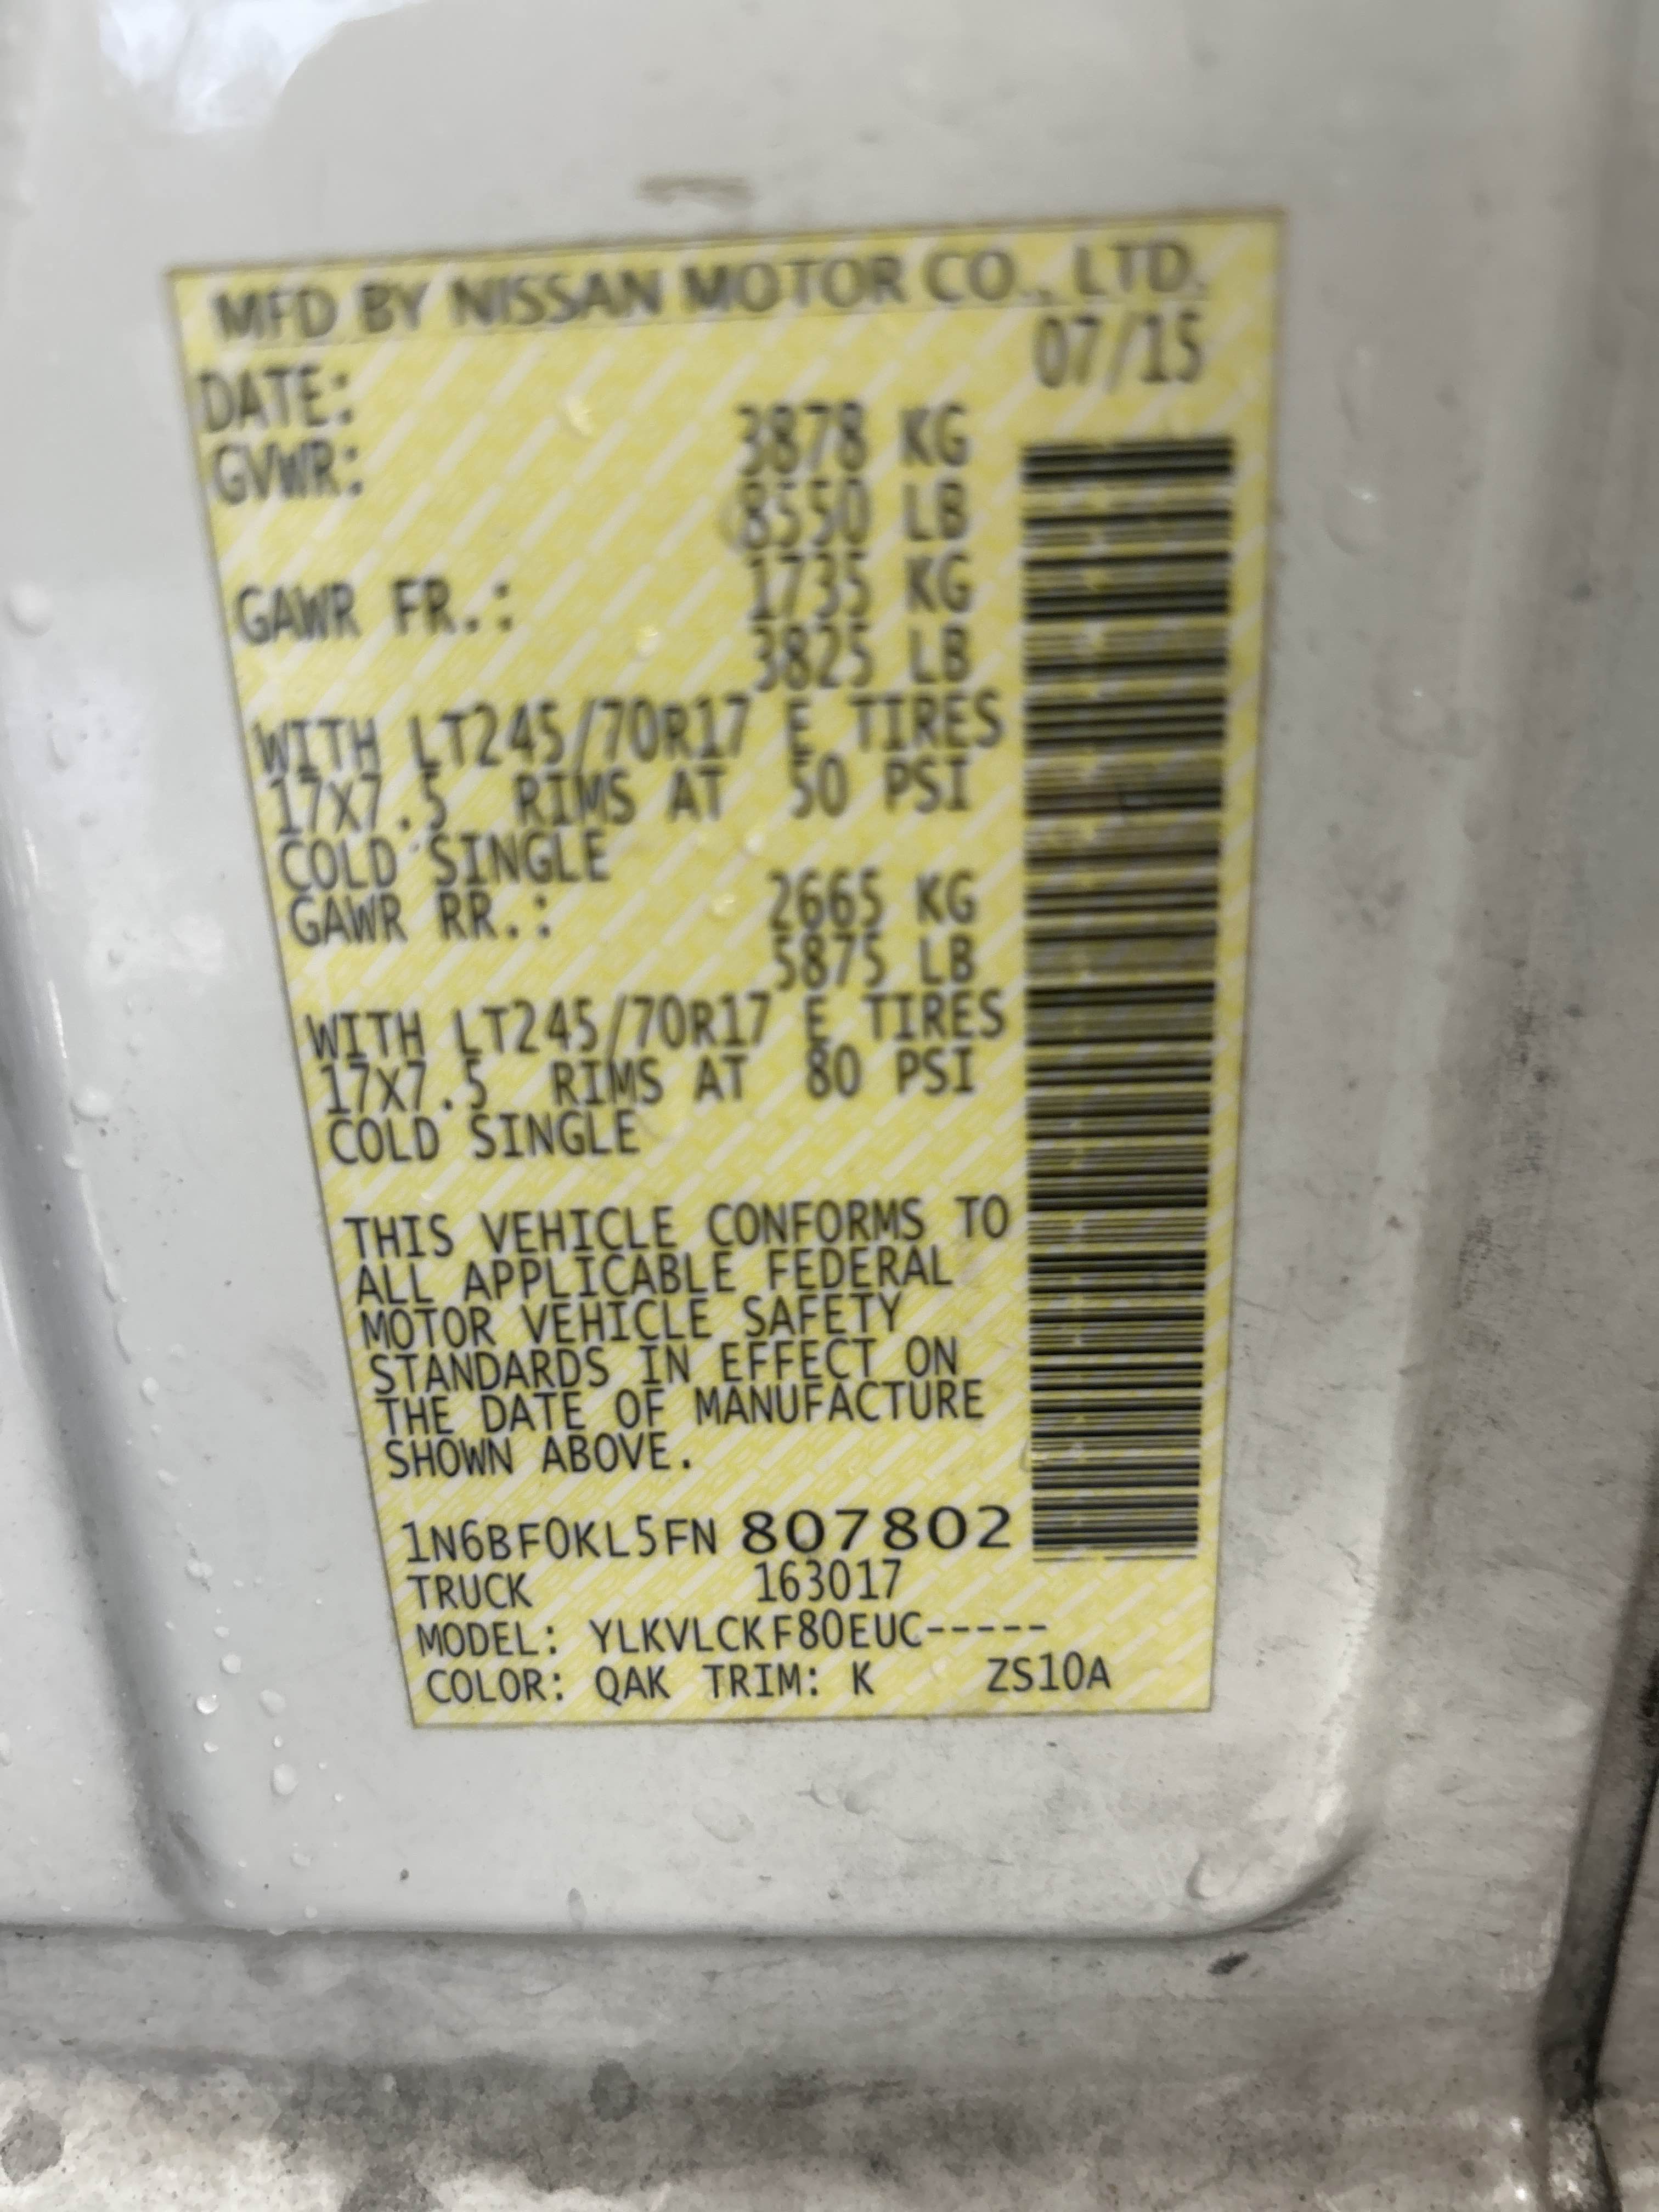 MFD BY NISSAN MOTOR CO., LTD.
DATE: 07/15
GVWR: 3878 KG
8550 LB
GAWR FR.: 1735 KG
3825 LB
WITH LT245/70R17 E TIRES
17X7.5 RIMS AT 50 PSI
COLD SINGLE
GAWR RR.: 2665 KG
5875 LB
WITH LT245/70R17 E TIRES
17X7.5 RIMS AT 80 PSI
COLD SINGLE
THIS VEHICLE CONFORMS TO
ALL APPLICABLE FEDERAL
MOTOR VEHICLE SAFETY
STANDARDS IN EFFECT ON
THE DATE OF MANUFACTURE
SHOWN ABOVE.
1N6BF0KL5FN 807802
TRUCK 163017
MODEL: YLKVLCKF80EUC-----
COLOR: QAK TRIM: K ZS10A